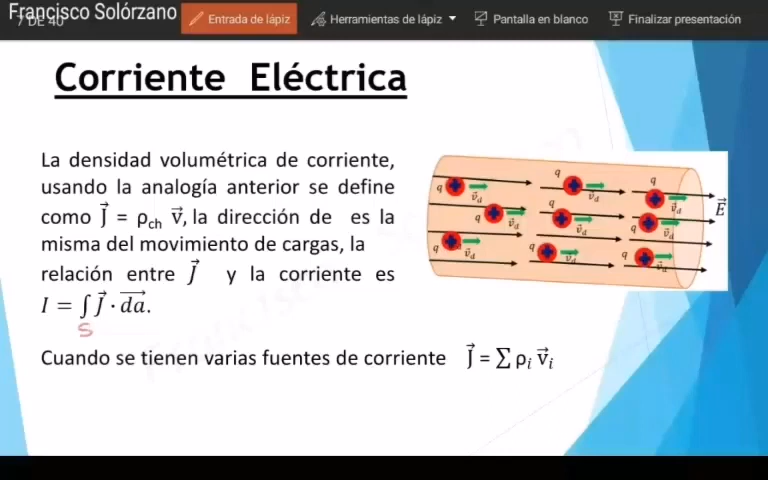 Francisco Solórzano
7 DE 40
Entrada de lápiz
Herramientas de lápiz
Pantalla en blanco
Finalizar presentación
Corriente Eléctrica
La densidad volumétrica de corriente,
usando la analogía anterior se define
como J⃗ = ρch v⃗, la dirección de es la
misma del movimiento de cargas, la
relación entre J⃗ y la corriente es
I = ∫ J⃗ · da⃗.
S
Cuando se tienen varias fuentes de corriente J⃗ = ∑ ρi v⃗i
q v⃗d q v⃗d q v⃗d
q v⃗d q v⃗d q v⃗d
q v⃗d q v⃗d q v⃗d
E⃗